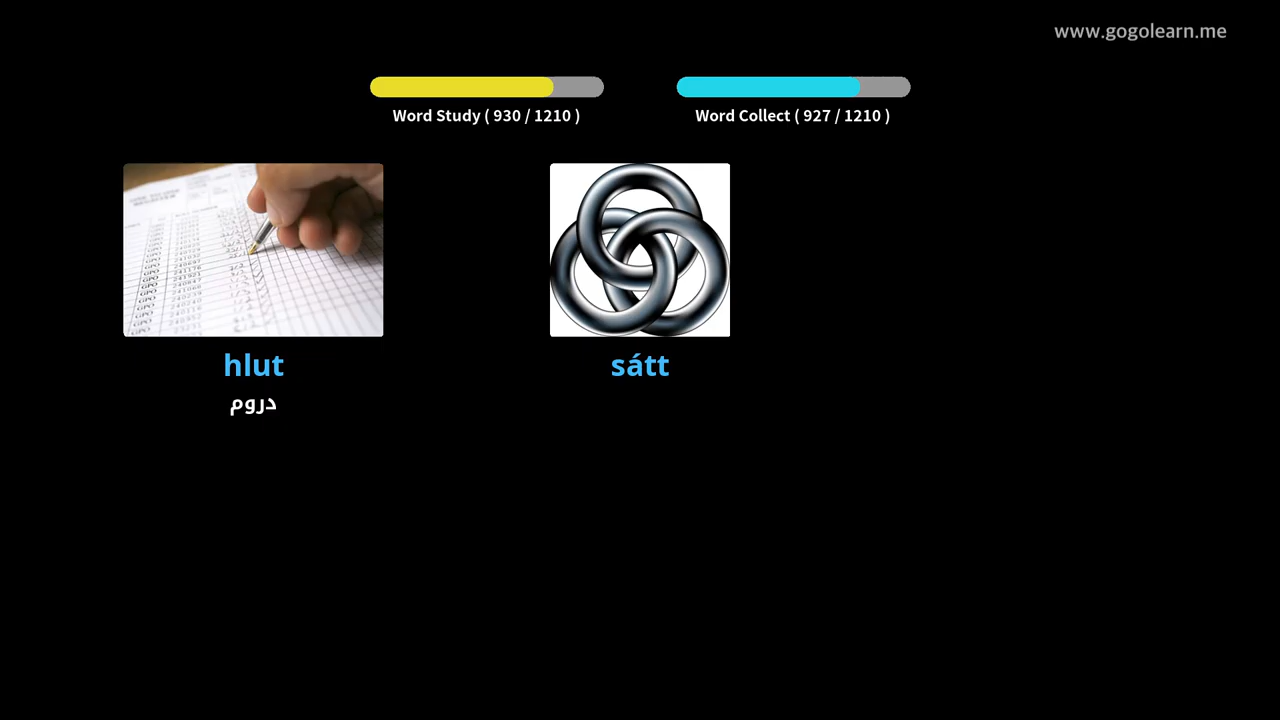 www.gogolearn.me
Word Study ( 930 / 1210 )
Word Collect ( 927 / 1210 )
hlut
sátt
دروم